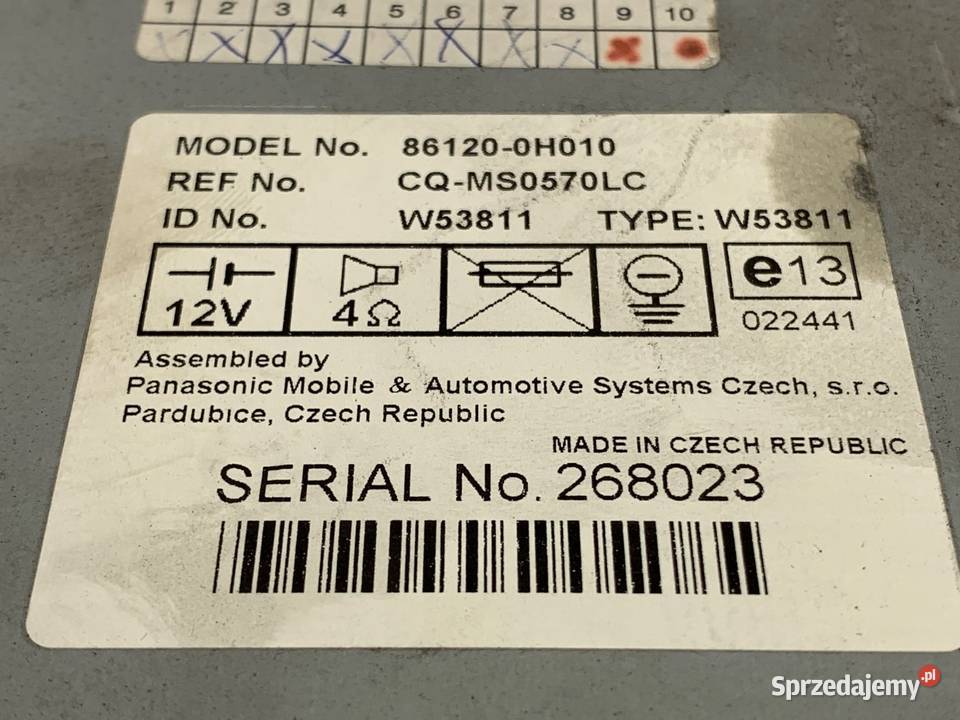 1 2 3 4 5 6 7 8 9 10
MODEL No. 86120-0H010
REF No. CQ-MS0570LC
ID No. W53811 TYPE: W53811
12V 4Ω e13
022441
Assembled by
Panasonic Mobile & Automotive Systems Czech, s.r.o.
Pardubice, Czech Republic
MADE IN CZECH REPUBLIC
SERIAL No. 268023
Sprzedajemy.pl